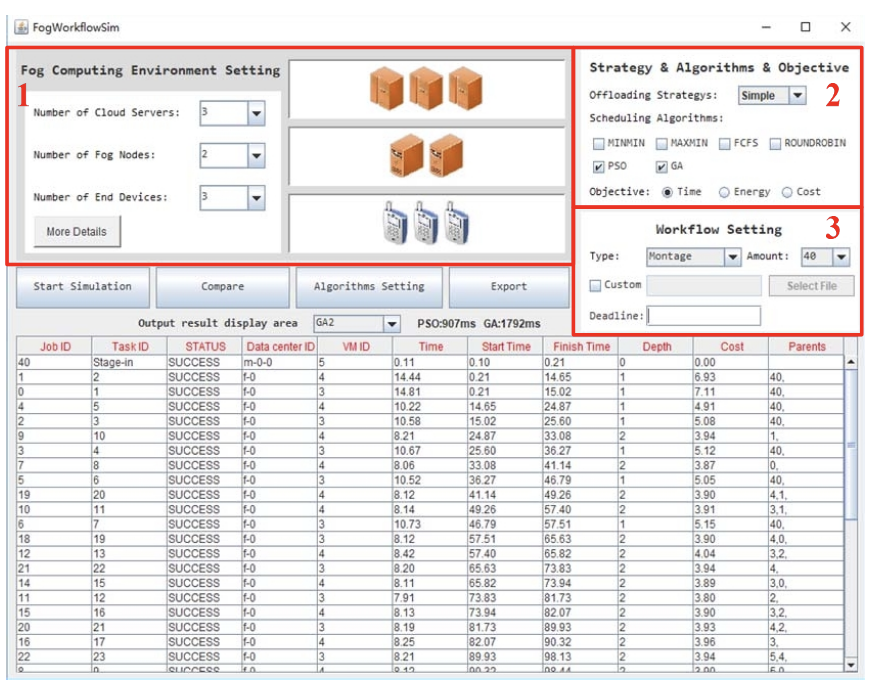 FogWorkflowSim
Fog Computing Environment Setting
1
Number of Cloud Servers: 3
Number of Fog Nodes: 2
Number of End Devices: 3
More Details
Strategy & Algorithms & Objective
Offloading Strategys: Simple 2
Scheduling Algorithms:
MINMIN MAXMIN FCFS ROUNDROBIN
PSO GA
Objective: Time Energy Cost
Workflow Setting 3
Type: Montage Amount: 40
Custom Select File
Deadline:
Start Simulation Compare Algorithms Setting Export
Output result display area GA2 PSO:907ms GA:1792ms
Job ID Task ID STATUS Data center ID VM ID Time Start Time Finish Time Depth Cost Parents
40 Stage-in SUCCESS m-0-0 5 0.11 0.10 0.21 0 0.00
1 2 SUCCESS f-0 4 14.44 0.21 14.65 1 6.93 40,
0 1 SUCCESS f-0 3 14.81 0.21 15.02 1 7.11 40,
4 5 SUCCESS f-0 4 10.22 14.65 24.87 1 4.91 40,
2 3 SUCCESS f-0 3 10.58 15.02 25.60 1 5.08 40,
9 10 SUCCESS f-0 4 8.21 24.87 33.08 2 3.94 1,
3 4 SUCCESS f-0 3 10.67 25.60 36.27 1 5.12 40,
7 8 SUCCESS f-0 4 8.06 33.08 41.14 2 3.87 0,
5 6 SUCCESS f-0 3 10.52 36.27 46.79 1 5.05 40,
19 20 SUCCESS f-0 4 8.12 41.14 49.26 2 3.90 4,1,
10 11 SUCCESS f-0 4 8.14 49.26 57.40 2 3.91 3,1,
6 7 SUCCESS f-0 3 10.73 46.79 57.51 1 5.15 40,
18 19 SUCCESS f-0 3 8.12 57.51 65.63 2 3.90 4,0,
12 13 SUCCESS f-0 4 8.42 57.40 65.82 2 4.04 3,2,
21 22 SUCCESS f-0 3 8.20 65.63 73.83 2 3.94 4,
14 15 SUCCESS f-0 4 8.11 65.82 73.94 2 3.89 3,0,
11 12 SUCCESS f-0 3 7.91 73.83 81.73 2 3.80 2,
15 16 SUCCESS f-0 4 8.13 73.94 82.07 2 3.90 3,2,
20 21 SUCCESS f-0 3 8.19 81.73 89.93 2 3.93 4,2,
16 17 SUCCESS f-0 4 8.25 82.07 90.32 2 3.96 3,
22 23 SUCCESS f-0 3 8.21 89.93 98.13 2 3.94 5,4,